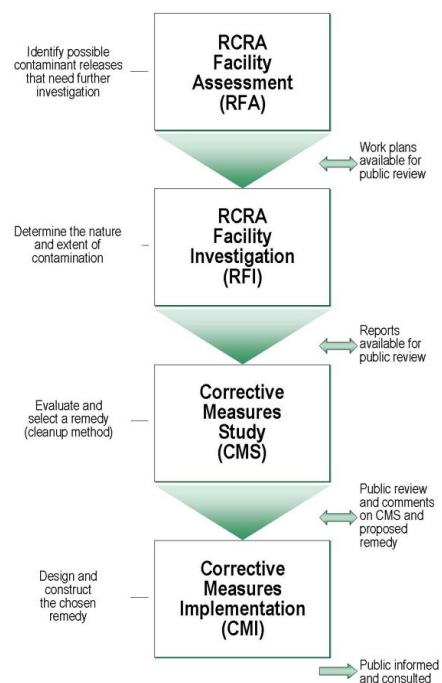 Identify possible
contaminant releases
that need further
investigation
RCRA
Facility
Assessment
(RFA)
Work plans
available for
public review
Determine the nature
and extent of
contamination
RCRA
Facility
Investigation
(RFI)
Reports
available for
public review
Evaluate and
select a remedy
(cleanup method)
Corrective
Measures
Study
(CMS)
Public review
and comments
on CMS and
proposed
remedy
Design and
construct
the chosen
remedy
Corrective
Measures
Implementation
(CMI)
Public informed
and consulted